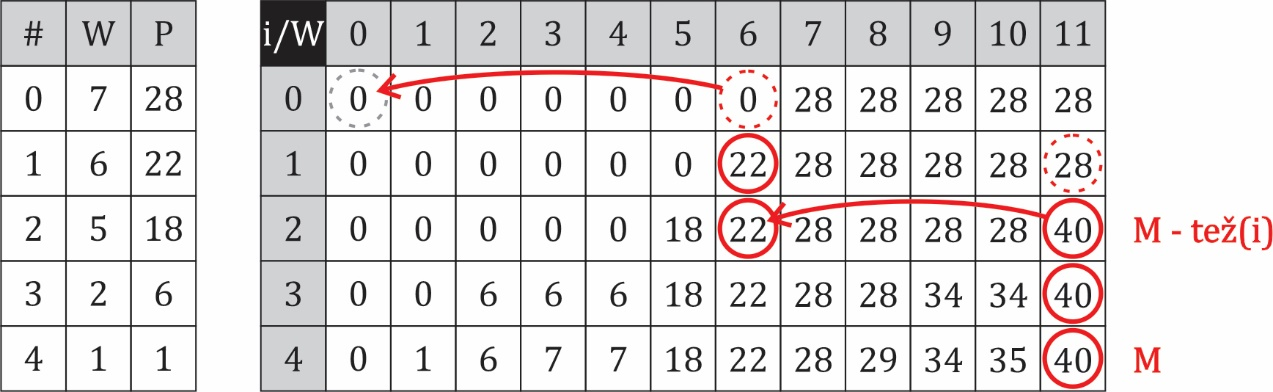 # W P i/W 0 1 2 3 4 5 6 7 8 9 10 11
0 7 28 0 0 0 0 0 0 0 0 28 28 28 28 28
1 6 22 1 0 0 0 0 0 0 22 28 28 28 28 28
2 5 18 2 0 0 0 0 0 18 22 28 28 28 28 40 M - tež(i)
3 2 6 3 0 0 6 6 6 18 22 28 28 34 34 40
4 1 1 4 0 1 6 7 7 18 22 28 29 34 35 40 M